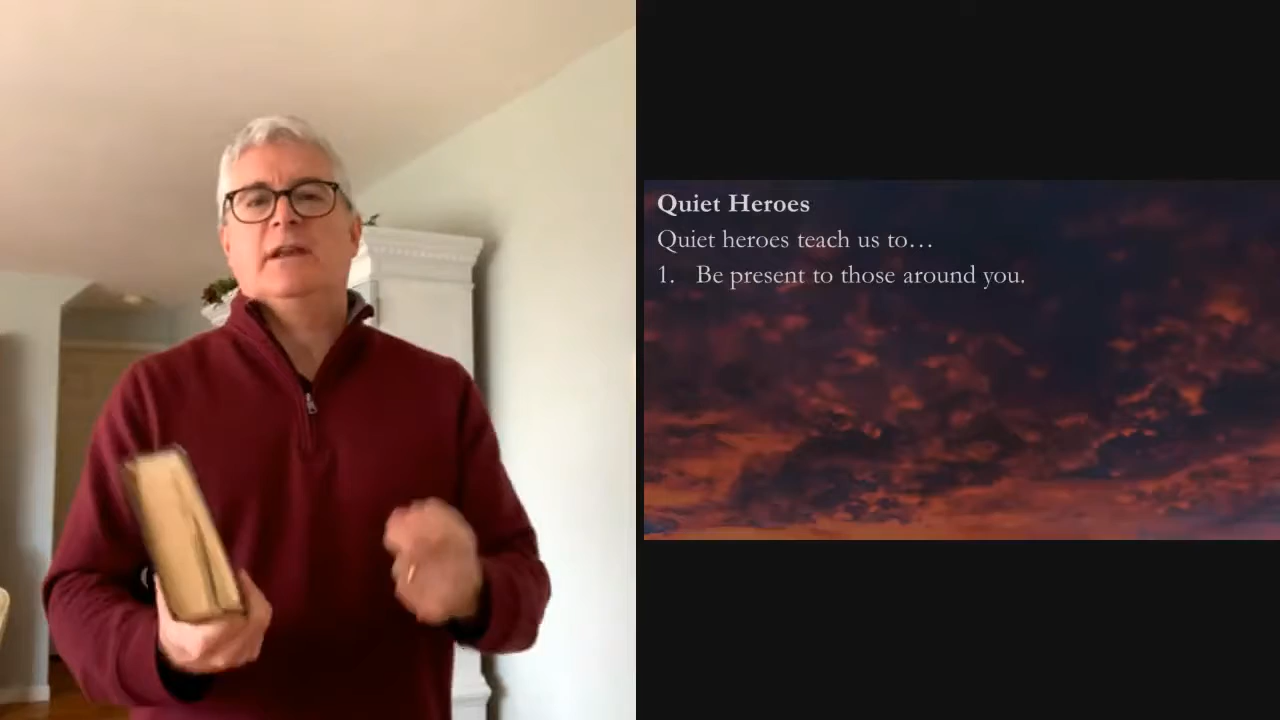 Quiet Heroes
Quiet heroes teach us to…
1. Be present to those around you.